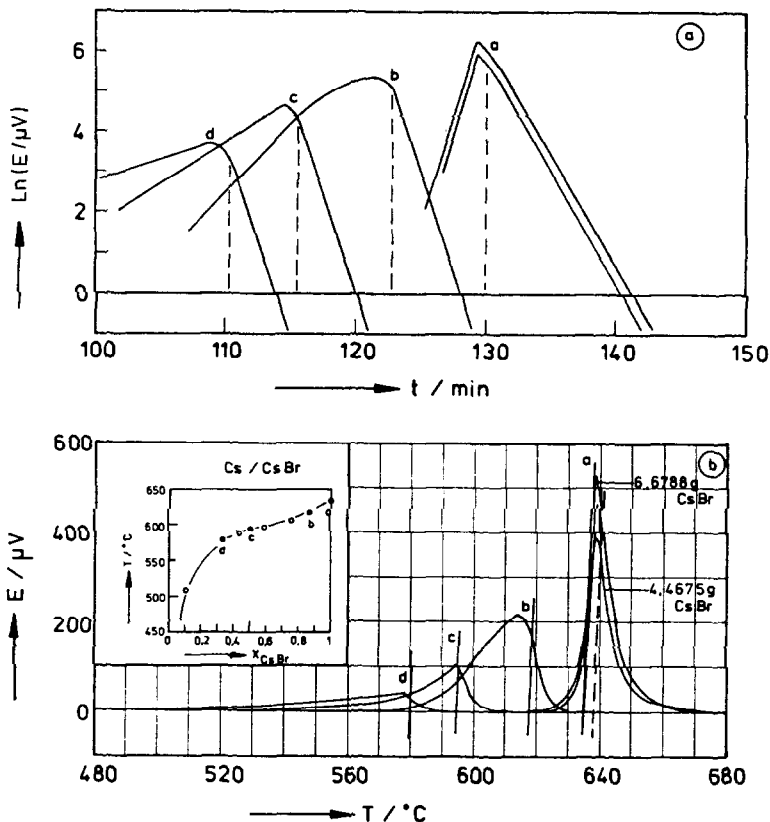 a
Ln(E/µV)
6
4
2
0
d
c
b
a
100
110
120
130
140
150
t / min
b
E / µV
600
400
200
0
Cs / CsBr
T / °C
650
600
550
500
450
d
c
b
a
0
0,2
0,4
0,6
0,8
1
X CsBr
d
c
b
a
6,6788g
CsBr
4,4675g
CsBr
480
520
560
600
640
680
T / °C